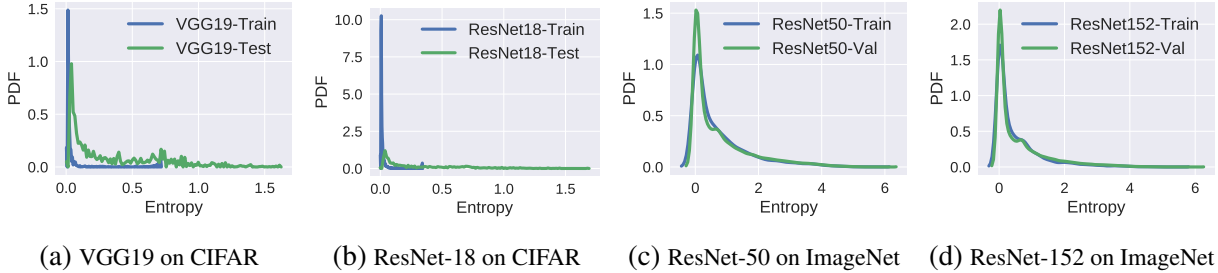 VGG19-Train
VGG19-Test
1.5
1.0
0.5
0.0
PDF
0.0
0.5
1.0
1.5
Entropy
(a) VGG19 on CIFAR
ResNet18-Train
ResNet18-Test
10.0
7.5
5.0
2.5
0.0
PDF
0.0
0.5
1.0
1.5
Entropy
(b) ResNet-18 on CIFAR
ResNet50-Train
ResNet50-Val
1.5
1.0
0.5
0.0
PDF
0
2
4
6
Entropy
(c) ResNet-50 on ImageNet
ResNet152-Train
ResNet152-Val
2.0
1.5
1.0
0.5
0.0
PDF
0
2
4
6
Entropy
(d) ResNet-152 on ImageNet